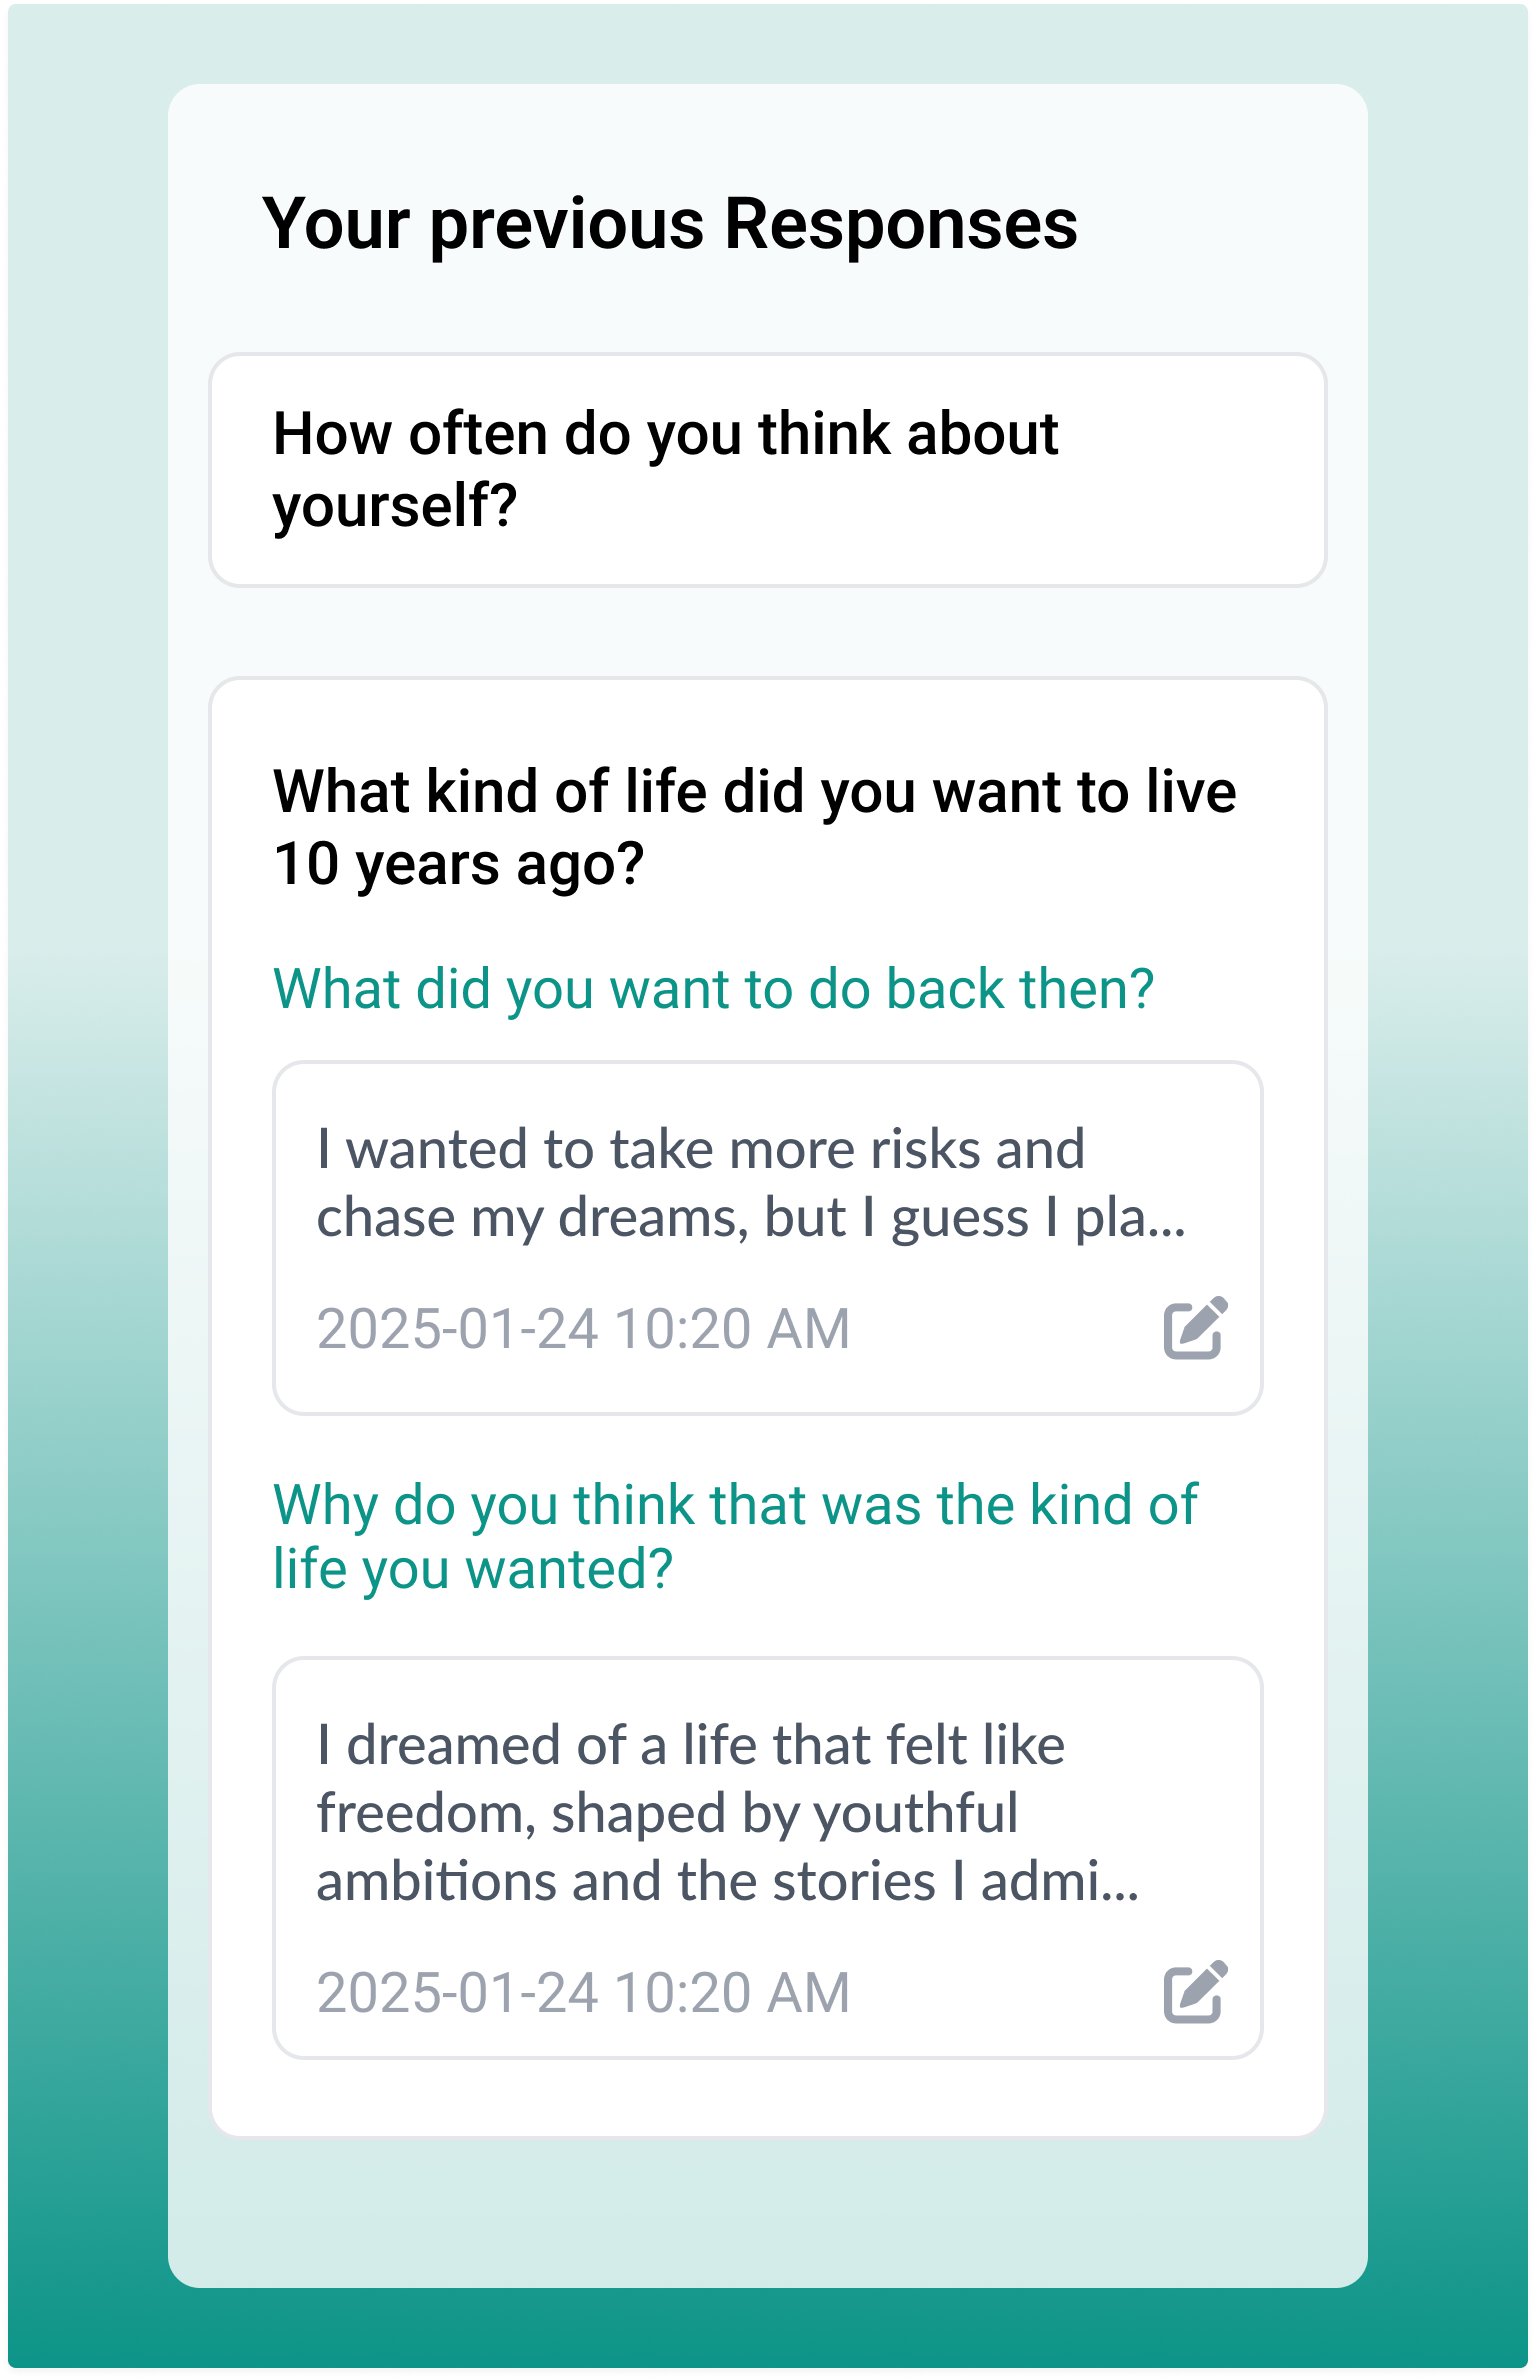 Your previous Responses
How often do you think about
yourself?
What kind of life did you want to live
10 years ago?
What did you want to do back then?
I wanted to take more risks and
chase my dreams, but I guess I pla...
2025-01-24 10:20 AM
Why do you think that was the kind of
life you wanted?
I dreamed of a life that felt like
freedom, shaped by youthful
ambitions and the stories I admi...
2025-01-24 10:20 AM